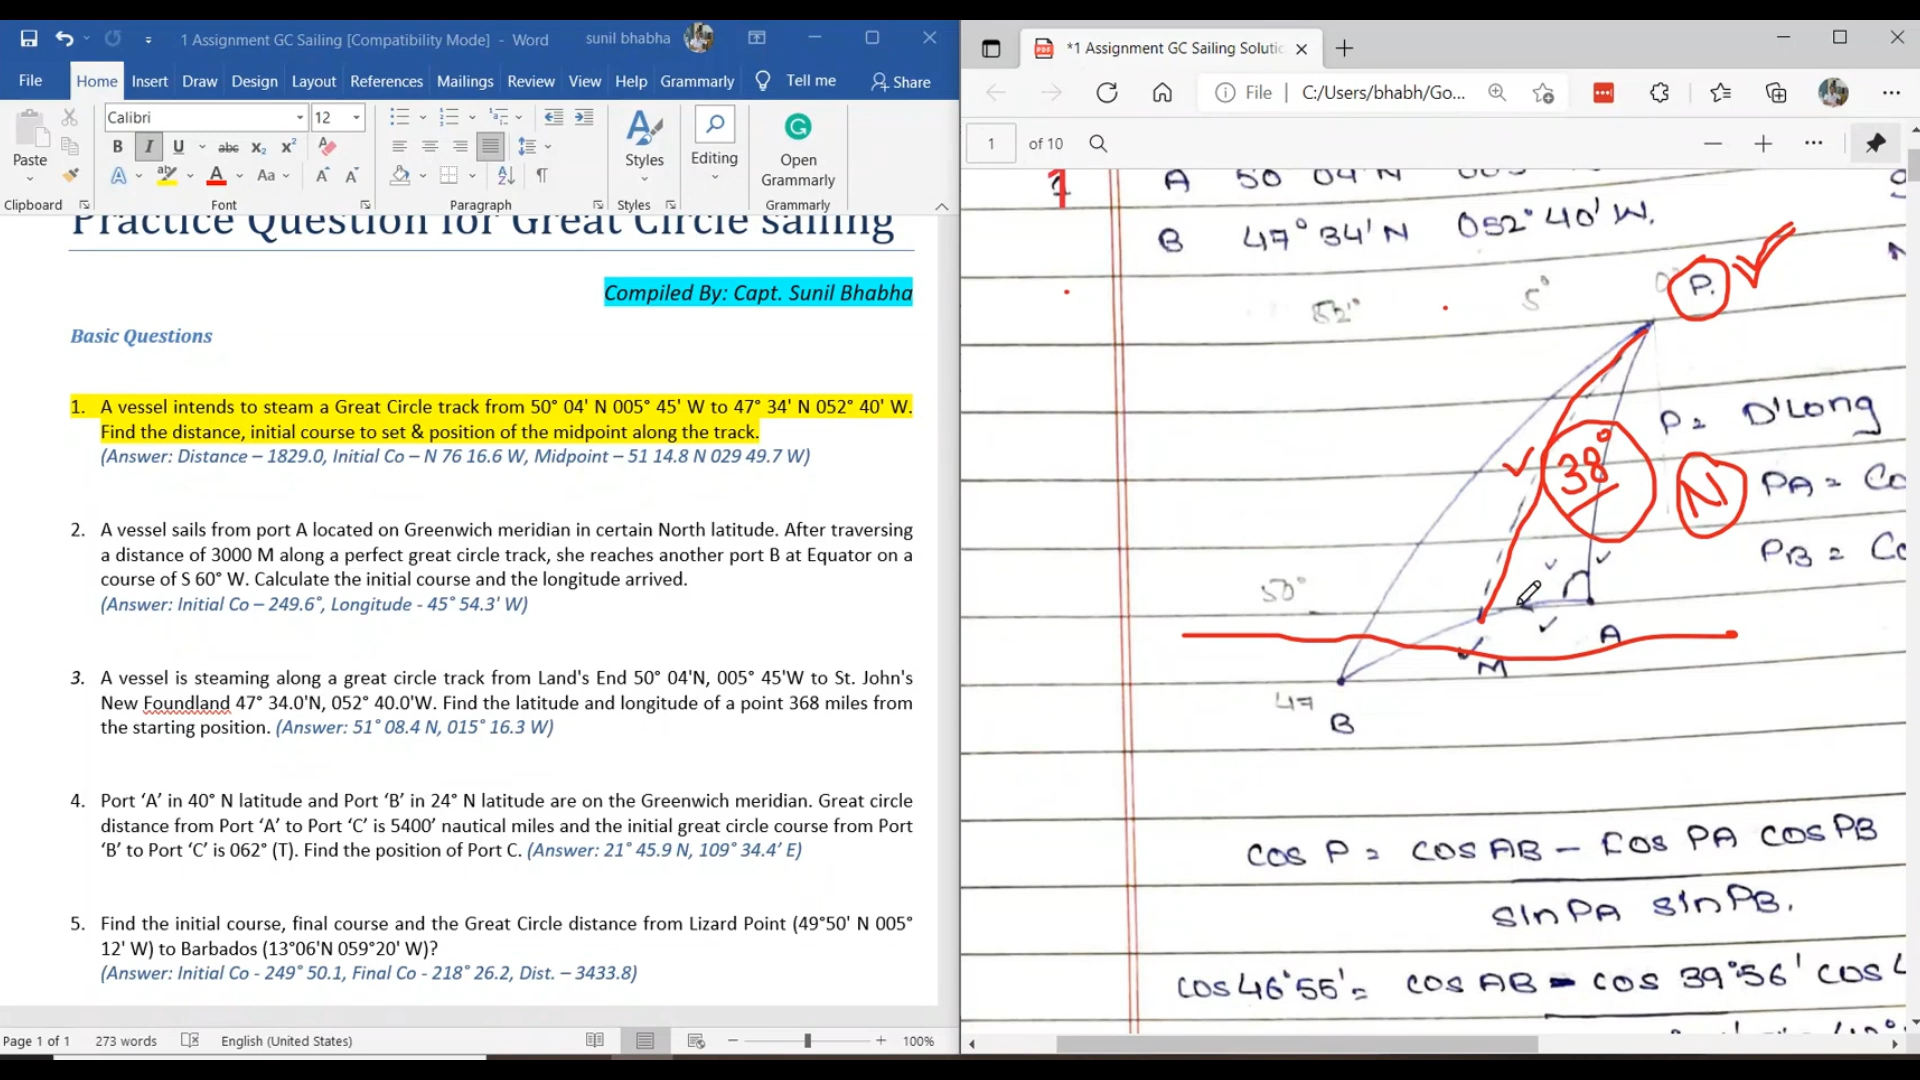 1 Assignment GC Sailing [Compatibility Mode] - Word
sunil bhabha
File Home Insert Draw Design Layout References Mailings Review View Help Grammarly Tell me Share
Paste
Calibri 12
B I U abc x₂ x²
A A Aa A A
Styles
Editing
Open
Grammarly
Clipboard Font Paragraph Styles Grammarly
Practice Question for Great Circle sailing
Compiled By: Capt. Sunil Bhabha
Basic Questions
1. A vessel intends to steam a Great Circle track from 50° 04' N 005° 45' W to 47° 34' N 052° 40' W.
Find the distance, initial course to set & position of the midpoint along the track.
(Answer: Distance – 1829.0, Initial Co – N 76 16.6 W, Midpoint – 51 14.8 N 029 49.7 W)
2. A vessel sails from port A located on Greenwich meridian in certain North latitude. After traversing
a distance of 3000 M along a perfect great circle track, she reaches another port B at Equator on a
course of S 60° W. Calculate the initial course and the longitude arrived.
(Answer: Initial Co – 249.6°, Longitude - 45° 54.3' W)
3. A vessel is steaming along a great circle track from Land's End 50° 04'N, 005° 45'W to St. John's
New Foundland 47° 34.0'N, 052° 40.0'W. Find the latitude and longitude of a point 368 miles from
the starting position. (Answer: 51° 08.4 N, 015° 16.3 W)
4. Port ‘A’ in 40° N latitude and Port ‘B’ in 24° N latitude are on the Greenwich meridian. Great circle
distance from Port ‘A’ to Port ‘C’ is 5400’ nautical miles and the initial great circle course from Port
‘B’ to Port ‘C’ is 062° (T). Find the position of Port C. (Answer: 21° 45.9 N, 109° 34.4’ E)
5. Find the initial course, final course and the Great Circle distance from Lizard Point (49°50' N 005°
12' W) to Barbados (13°06'N 059°20' W)?
(Answer: Initial Co - 249° 50.1, Final Co - 218° 26.2, Dist. – 3433.8)
Page 1 of 1 273 words English (United States) 100%
*1 Assignment GC Sailing Solutio
File C:/Users/bhabh/Go...
1 of 10
1 A 50 04' N
B 47° 34' N 052° 40' W.
52° 5° P.
P = D'Long
38°
N
PA = Co
PB = Co
50°
A
M
47
B
cos P = cos AB - cos PA cos PB
sin PA sin PB.
cos 46°55' = cos AB - cos 39°56' cos 4